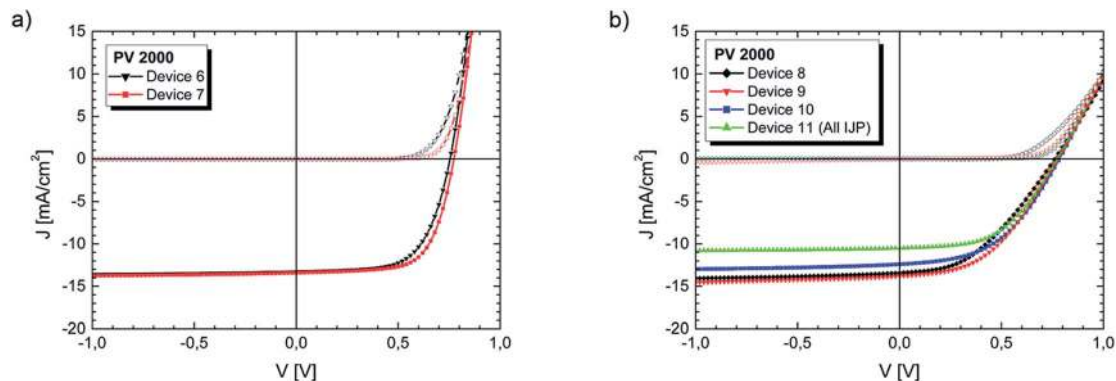 a)
PV 2000
Device 6
Device 7
15
10
5
0
-5
-10
-15
-20
J [mA/cm²]
-1,0 -0,5 0,0 0,5 1,0
V [V]
b)
PV 2000
Device 8
Device 9
Device 10
Device 11 (All IJP)
15
10
5
0
-5
-10
-15
-20
J [mA/cm²]
-1,0 -0,5 0,0 0,5 1,0
V [V]